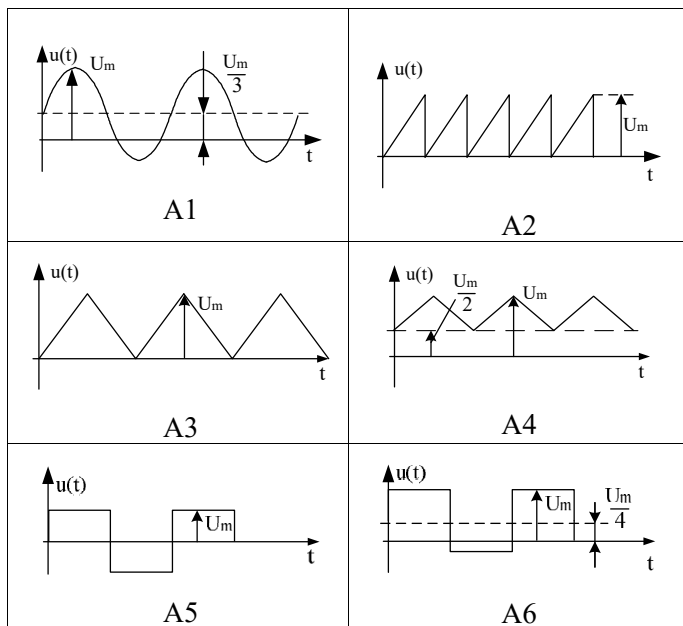 u(t) Um Um/3
t
A1
u(t)
Um
t
A2
u(t)
Um
t
A3
u(t) Um/2 Um
t
A4
u(t)
Um
t
A5
u(t)
Um Um/4
t
A6